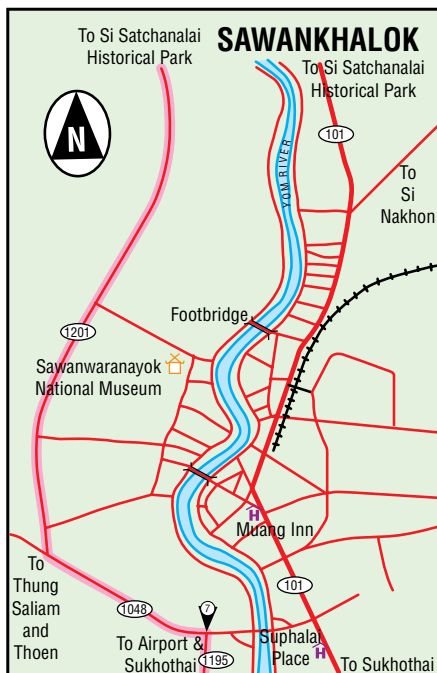 SAWANKHALOK
To Si Satchanalai
Historical Park
To Si Satchanalai
Historical Park
N
101
YOM RIVER
To
Si
Nakhon
Footbridge
1201
Sawanwaranayok
National Museum
H
Muang Inn
To
Thung
Saliam
and
Thoen
101
1048
7
To Airport &
Sukhothai
1195
Suphalai
Place
H
To Sukhothai